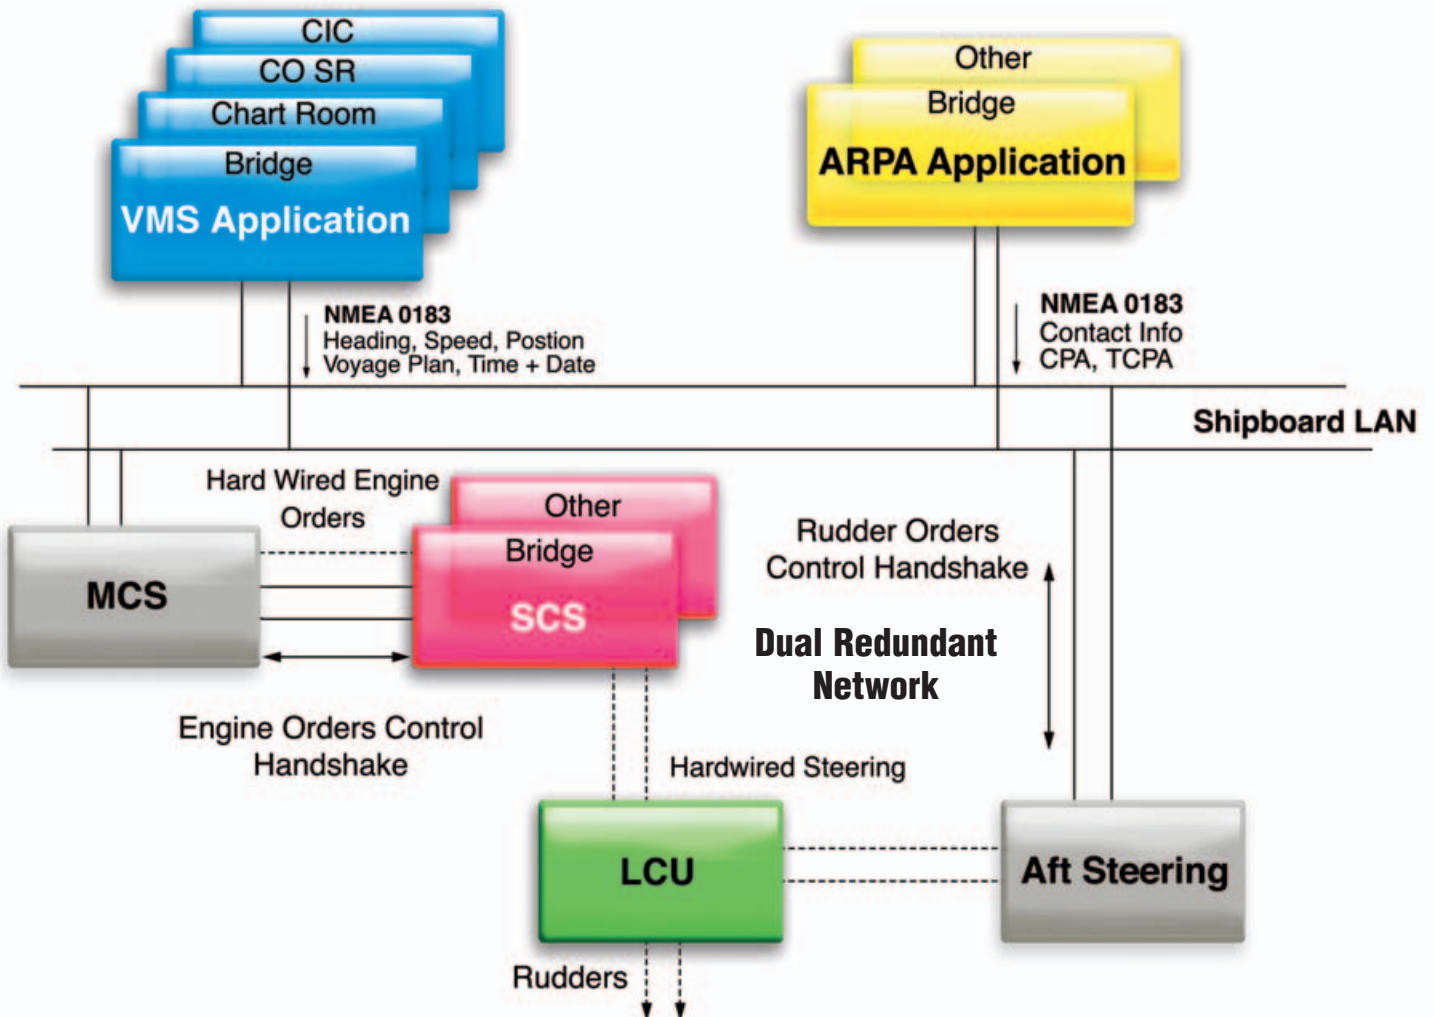 CIC
CO SR
Chart Room
Bridge
VMS Application
Other
Bridge
ARPA Application
NMEA 0183
Heading, Speed, Postion
Voyage Plan, Time + Date
NMEA 0183
Contact Info
CPA, TCPA
Shipboard LAN
Hard Wired Engine
Orders
Other
Bridge
SCS
MCS
Rudder Orders
Control Handshake
Dual Redundant
Network
Engine Orders Control
Handshake
Hardwired Steering
LCU
Aft Steering
Rudders